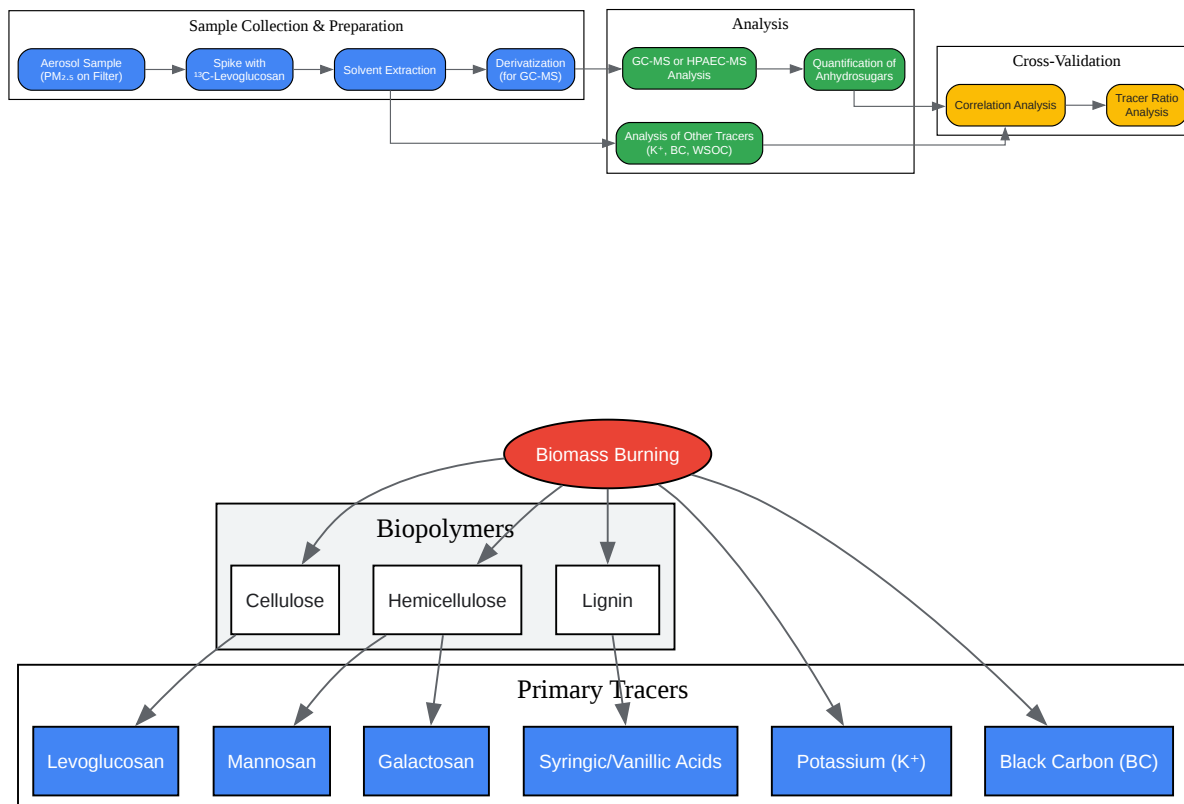 Sample Collection & Preparation
Aerosol Sample
(PM₂.₅ on Filter)
Spike with
¹³C-Levoglucosan
Solvent Extraction
Derivatization
(for GC-MS)
Analysis
GC-MS or HPAEC-MS
Analysis
Quantification of
Anhydrosugars
Analysis of Other Tracers
(K⁺, BC, WSOC)
Cross-Validation
Correlation Analysis
Tracer Ratio
Analysis
Biomass Burning
Biopolymers
Cellulose
Hemicellulose
Lignin
Primary Tracers
Levoglucosan
Mannosan
Galactosan
Syringic/Vanillic Acids
Potassium (K⁺)
Black Carbon (BC)